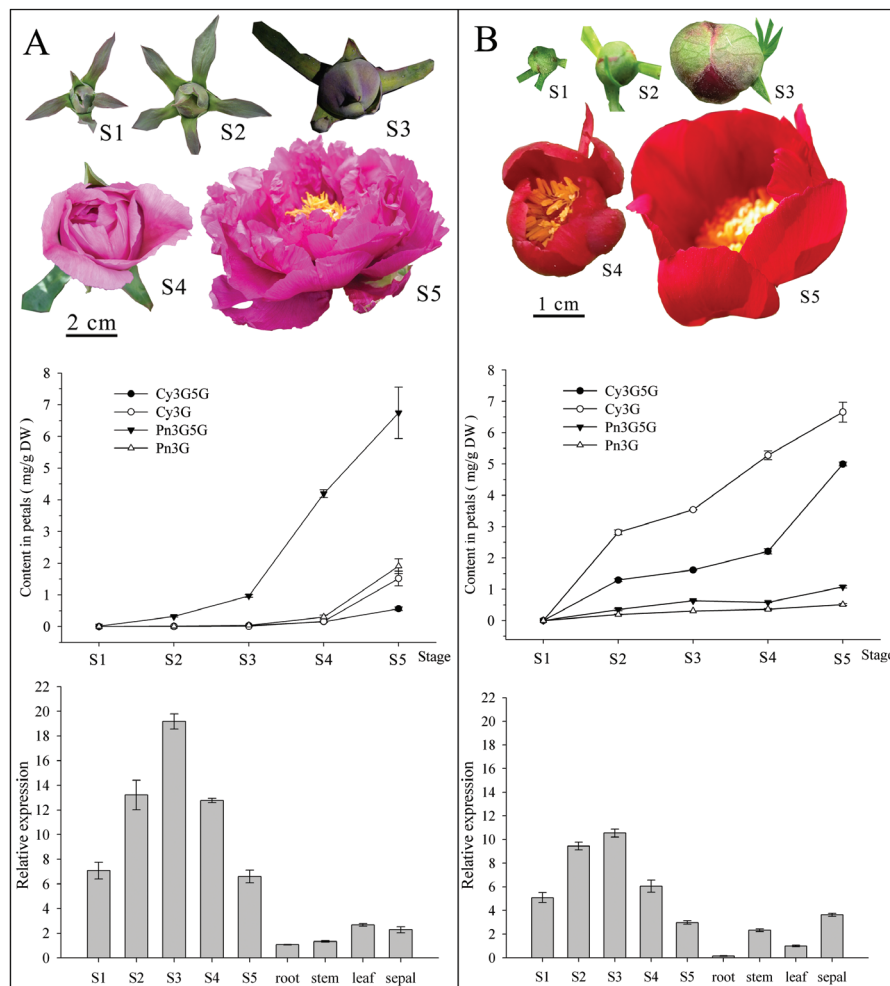 A
S1
S2
S3
S4
S5
2 cm
B
S1
S2
S3
S4
S5
1 cm
Content in petals ( mg/g DW )
8
7
6
5
4
3
2
1
0
Cy3G5G
Cy3G
Pn3G5G
Pn3G
S1 S2 S3 S4 S5 Stage
Content in petals ( mg/g DW )
8
7
6
5
4
3
2
1
0
Cy3G5G
Cy3G
Pn3G5G
Pn3G
S1 S2 S3 S4 S5 Stage
Relative expression
22
20
18
16
14
12
10
8
6
4
2
0
S1 S2 S3 S4 S5 root stem leaf sepal
Relative expression
22
20
18
16
14
12
10
8
6
4
2
0
S1 S2 S3 S4 S5 root stem leaf sepal